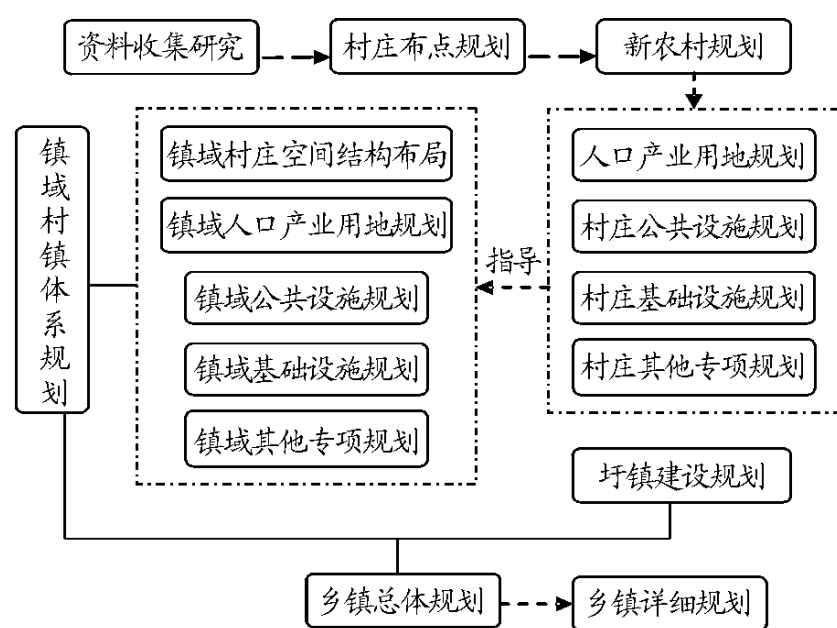 资料收集研究
村庄布点规划
新农村规划
镇域村镇体系规划
镇域村庄空间结构布局
镇域人口产业用地规划
镇域公共设施规划
镇域基础设施规划
镇域其他专项规划
指导
人口产业用地规划
村庄公共设施规划
村庄基础设施规划
村庄其他专项规划
圩镇建设规划
乡镇总体规划
乡镇详细规划